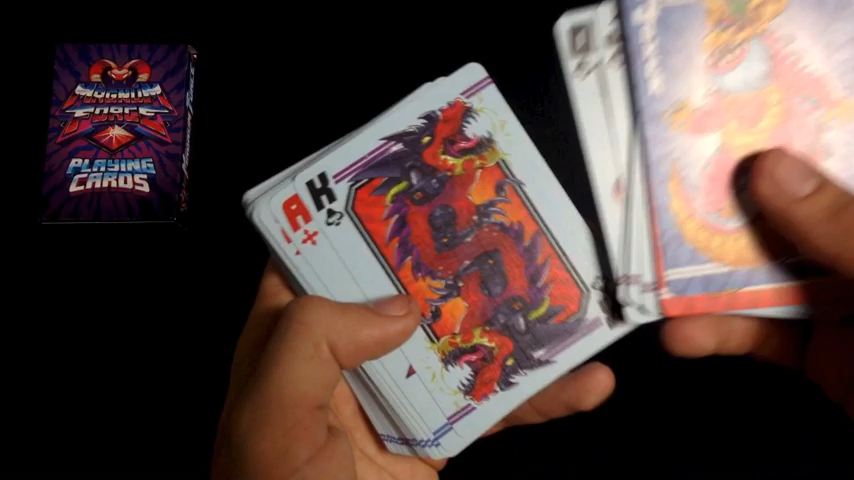 MAGNUM
FORCE
PLAYING
CARDS
A
K
Q